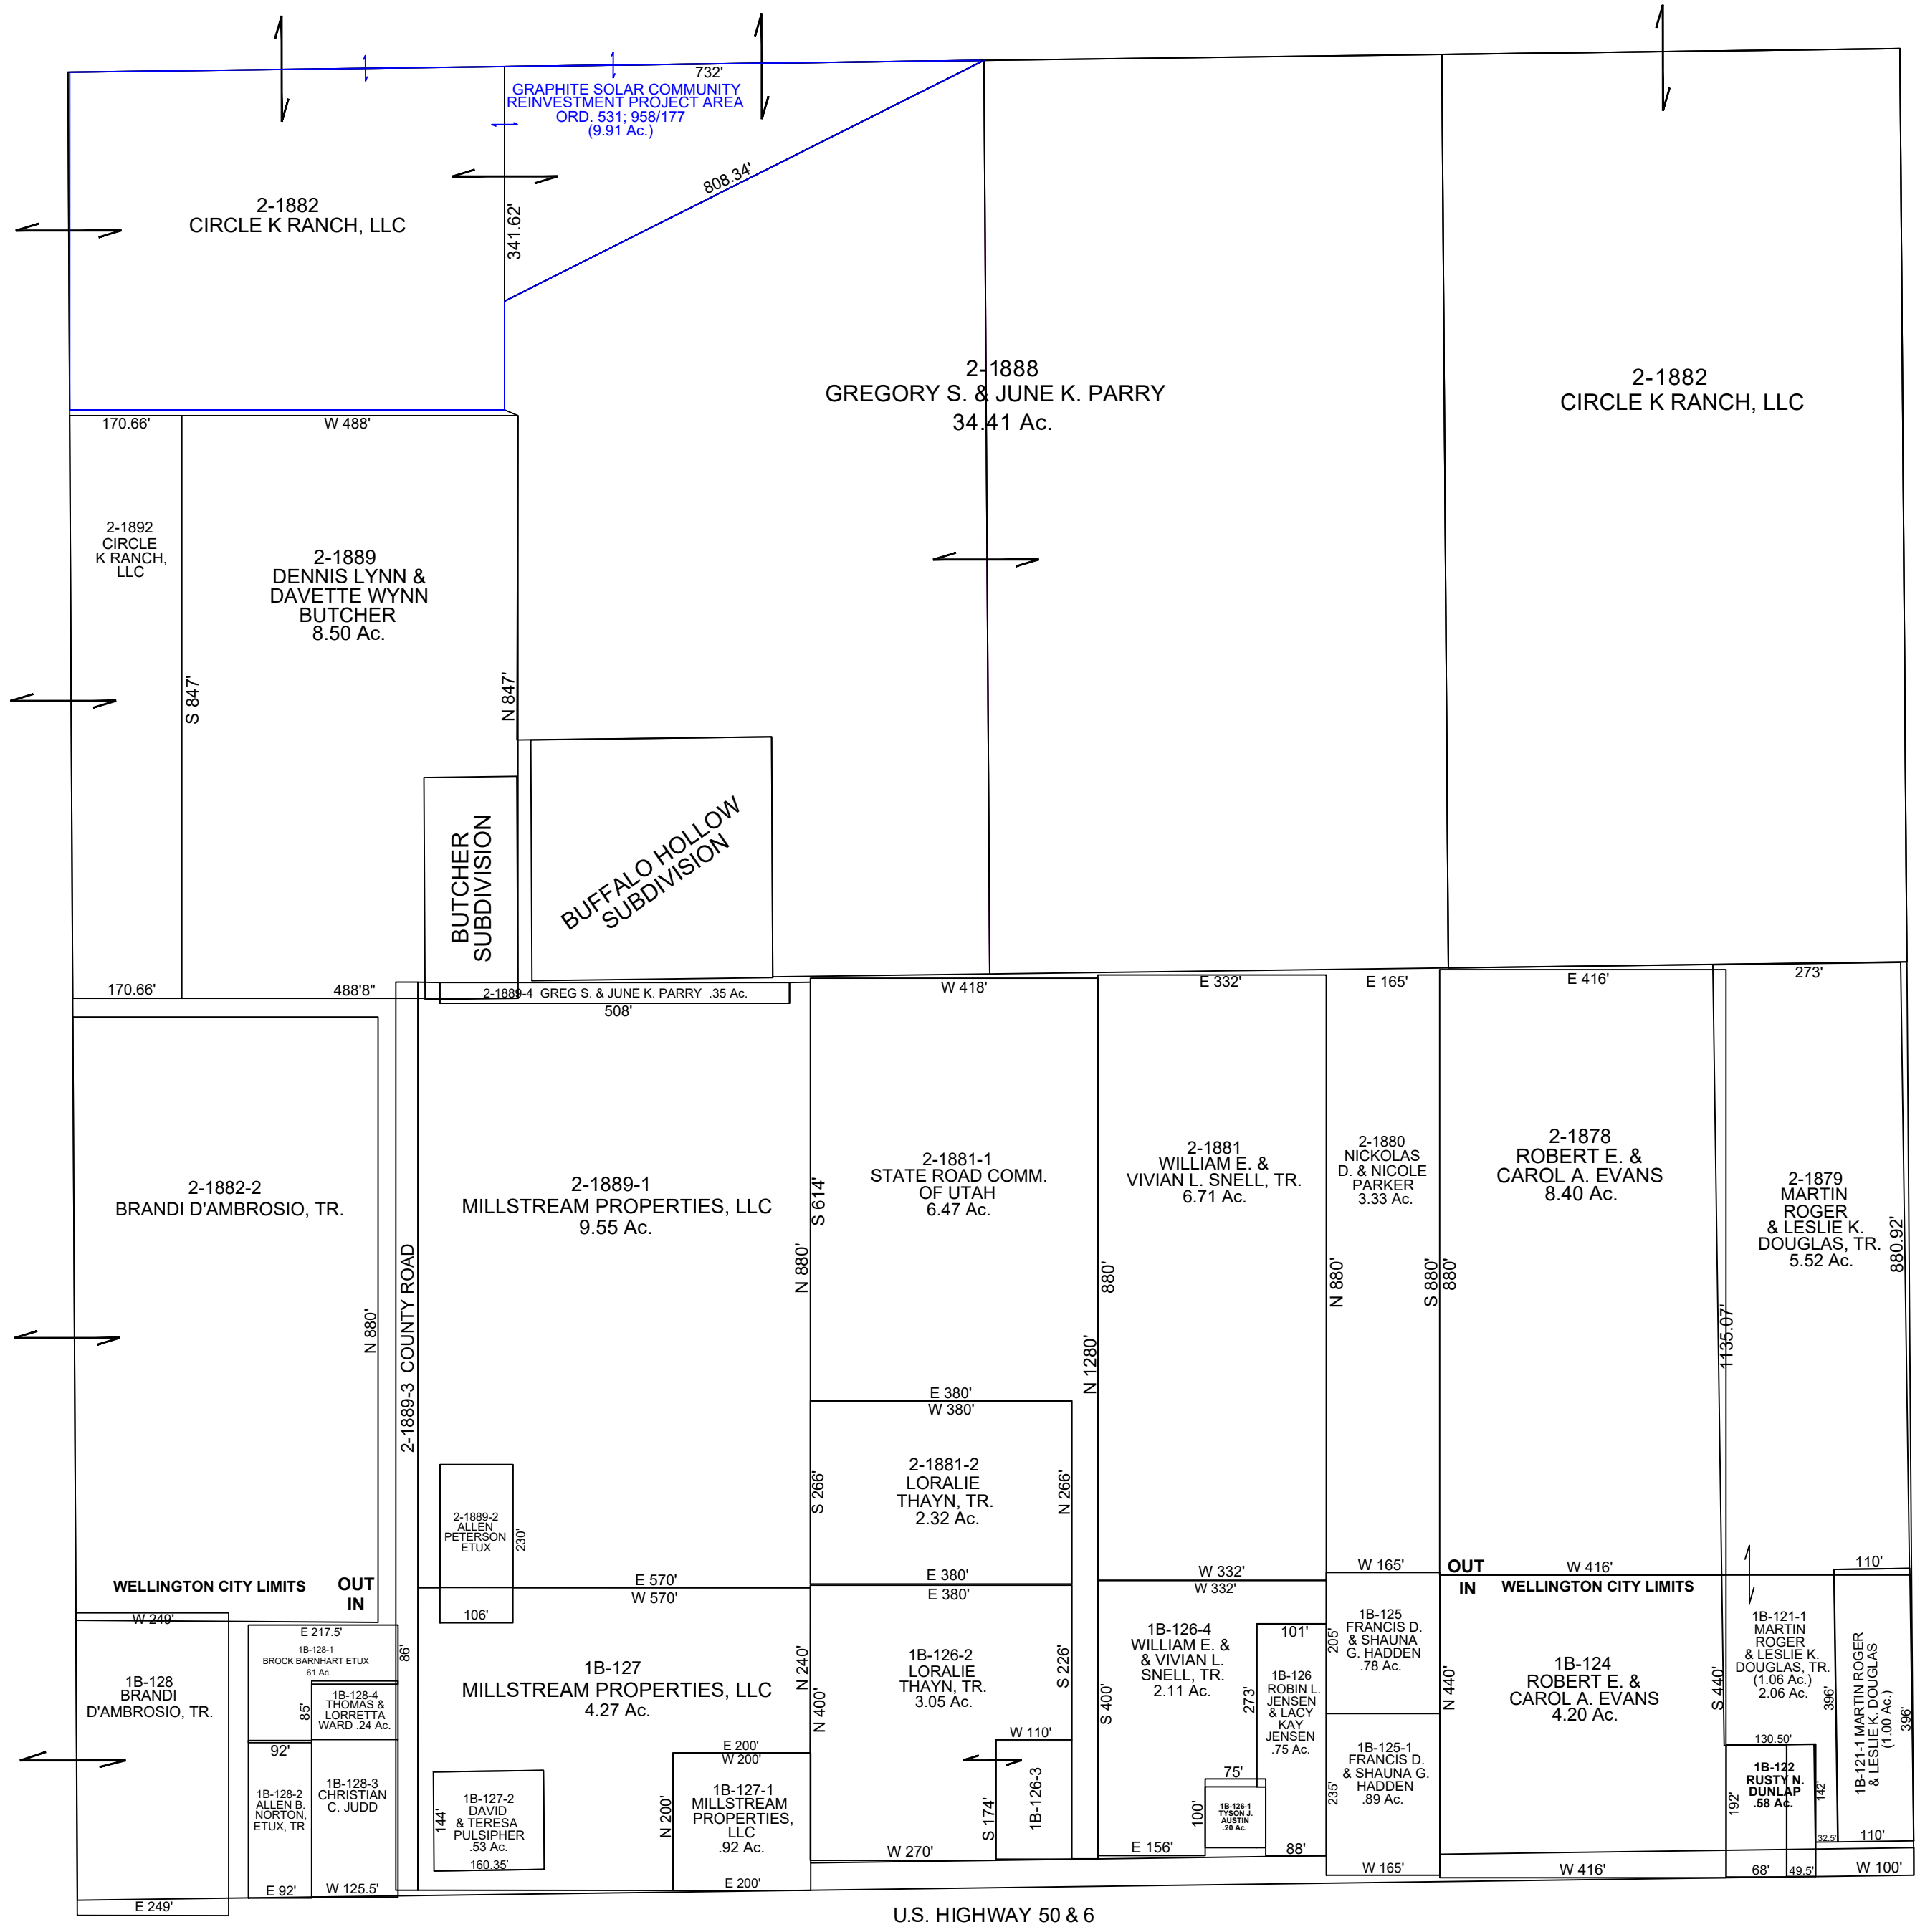 732'
GRAPHITE SOLAR COMMUNITY
REINVESTMENT PROJECT AREA
ORD. 531; 958/177
(9.91 Ac.)
808.34'
341.62'
2-1882
CIRCLE K RANCH, LLC
2-1888
GREGORY S. & JUNE K. PARRY
34.41 Ac.
2-1882
CIRCLE K RANCH, LLC
170.66'
W 488'
2-1892
CIRCLE
K RANCH,
LLC
2-1889
DENNIS LYNN &
DAVETTE WYNN
BUTCHER
8.50 Ac.
S 847'
N 847'
BUTCHER
SUBDIVISION
BUFFALO HOLLOW
SUBDIVISION
170.66'
488'8"
2-1889-4 GREG S. & JUNE K. PARRY .35 Ac.
508'
W 418'
E 332'
E 165'
E 416'
273'
2-1882-2
BRANDI D'AMBROSIO, TR.
N 880'
2-1889-3 COUNTY ROAD
2-1889-1
MILLSTREAM PROPERTIES, LLC
9.55 Ac.
N 880'
S 614'
2-1881-1
STATE ROAD COMM.
OF UTAH
6.47 Ac.
N 1280'
880'
2-1881
WILLIAM E. &
VIVIAN L. SNELL, TR.
6.71 Ac.
N 880'
2-1880
NICKOLAS
D. & NICOLE
PARKER
3.33 Ac.
S 880'
880'
2-1878
ROBERT E. &
CAROL A. EVANS
8.40 Ac.
1135.07'
2-1879
MARTIN
ROGER
& LESLIE K.
DOUGLAS, TR.
5.52 Ac.
880.92'
E 380'
W 380'
S 266'
2-1881-2
LORALIE
THAYN, TR.
2.32 Ac.
N 266'
E 380'
E 380'
2-1889-2
ALLEN
PETERSON
ETUX
230'
106'
E 570'
W 570'
W 332'
W 332'
W 165'
W 416'
110'
WELLINGTON CITY LIMITS
OUT
IN
OUT
IN
WELLINGTON CITY LIMITS
W 249'
1B-128
BRANDI
D'AMBROSIO, TR.
E 249'
E 217.5'
1B-128-1
BROCK BARNHART ETUX
.61 Ac.
86'
85'
1B-128-4
THOMAS &
LORRETTA
WARD .24 Ac.
92'
1B-128-2
ALLEN B.
NORTON,
ETUX, TR
E 92'
1B-128-3
CHRISTIAN
C. JUDD
W 125.5'
1B-127
MILLSTREAM PROPERTIES, LLC
4.27 Ac.
N 240'
N 400'
144'
1B-127-2
DAVID
& TERESA
PULSIPHER
.53 Ac.
160.35'
E 200'
W 200'
N 200'
1B-127-1
MILLSTREAM
PROPERTIES,
LLC
.92 Ac.
E 200'
1B-126-2
LORALIE
THAYN, TR.
3.05 Ac.
S 226'
W 110'
S 174'
1B-126-3
W 270'
S 400'
1B-126-4
WILLIAM E. &
& VIVIAN L.
SNELL, TR.
2.11 Ac.
273'
101'
1B-126
ROBIN L.
JENSEN
& LACY
KAY
JENSEN
.75 Ac.
75'
100'
1B-126-1
TYSON J.
AUSTIN
.20 Ac.
E 156'
88'
205'
1B-125
FRANCIS D.
& SHAUNA
G. HADDEN
.78 Ac.
235'
1B-125-1
FRANCIS D.
& SHAUNA G.
HADDEN
.89 Ac.
W 165'
N 440'
1B-124
ROBERT E. &
CAROL A. EVANS
4.20 Ac.
S 440'
W 416'
1B-121-1
MARTIN
ROGER
& LESLIE K.
DOUGLAS, TR.
(1.06 Ac.)
2.06 Ac.
396'
1B-121-1 MARTIN ROGER
& LESLIE K. DOUGLAS
(1.00 Ac.)
396'
130.50'
1B-122
RUSTY N.
DUNLAP
.58 Ac.
192'
142'
32.5'
110'
68'
49.5'
W 100'
U.S. HIGHWAY 50 & 6